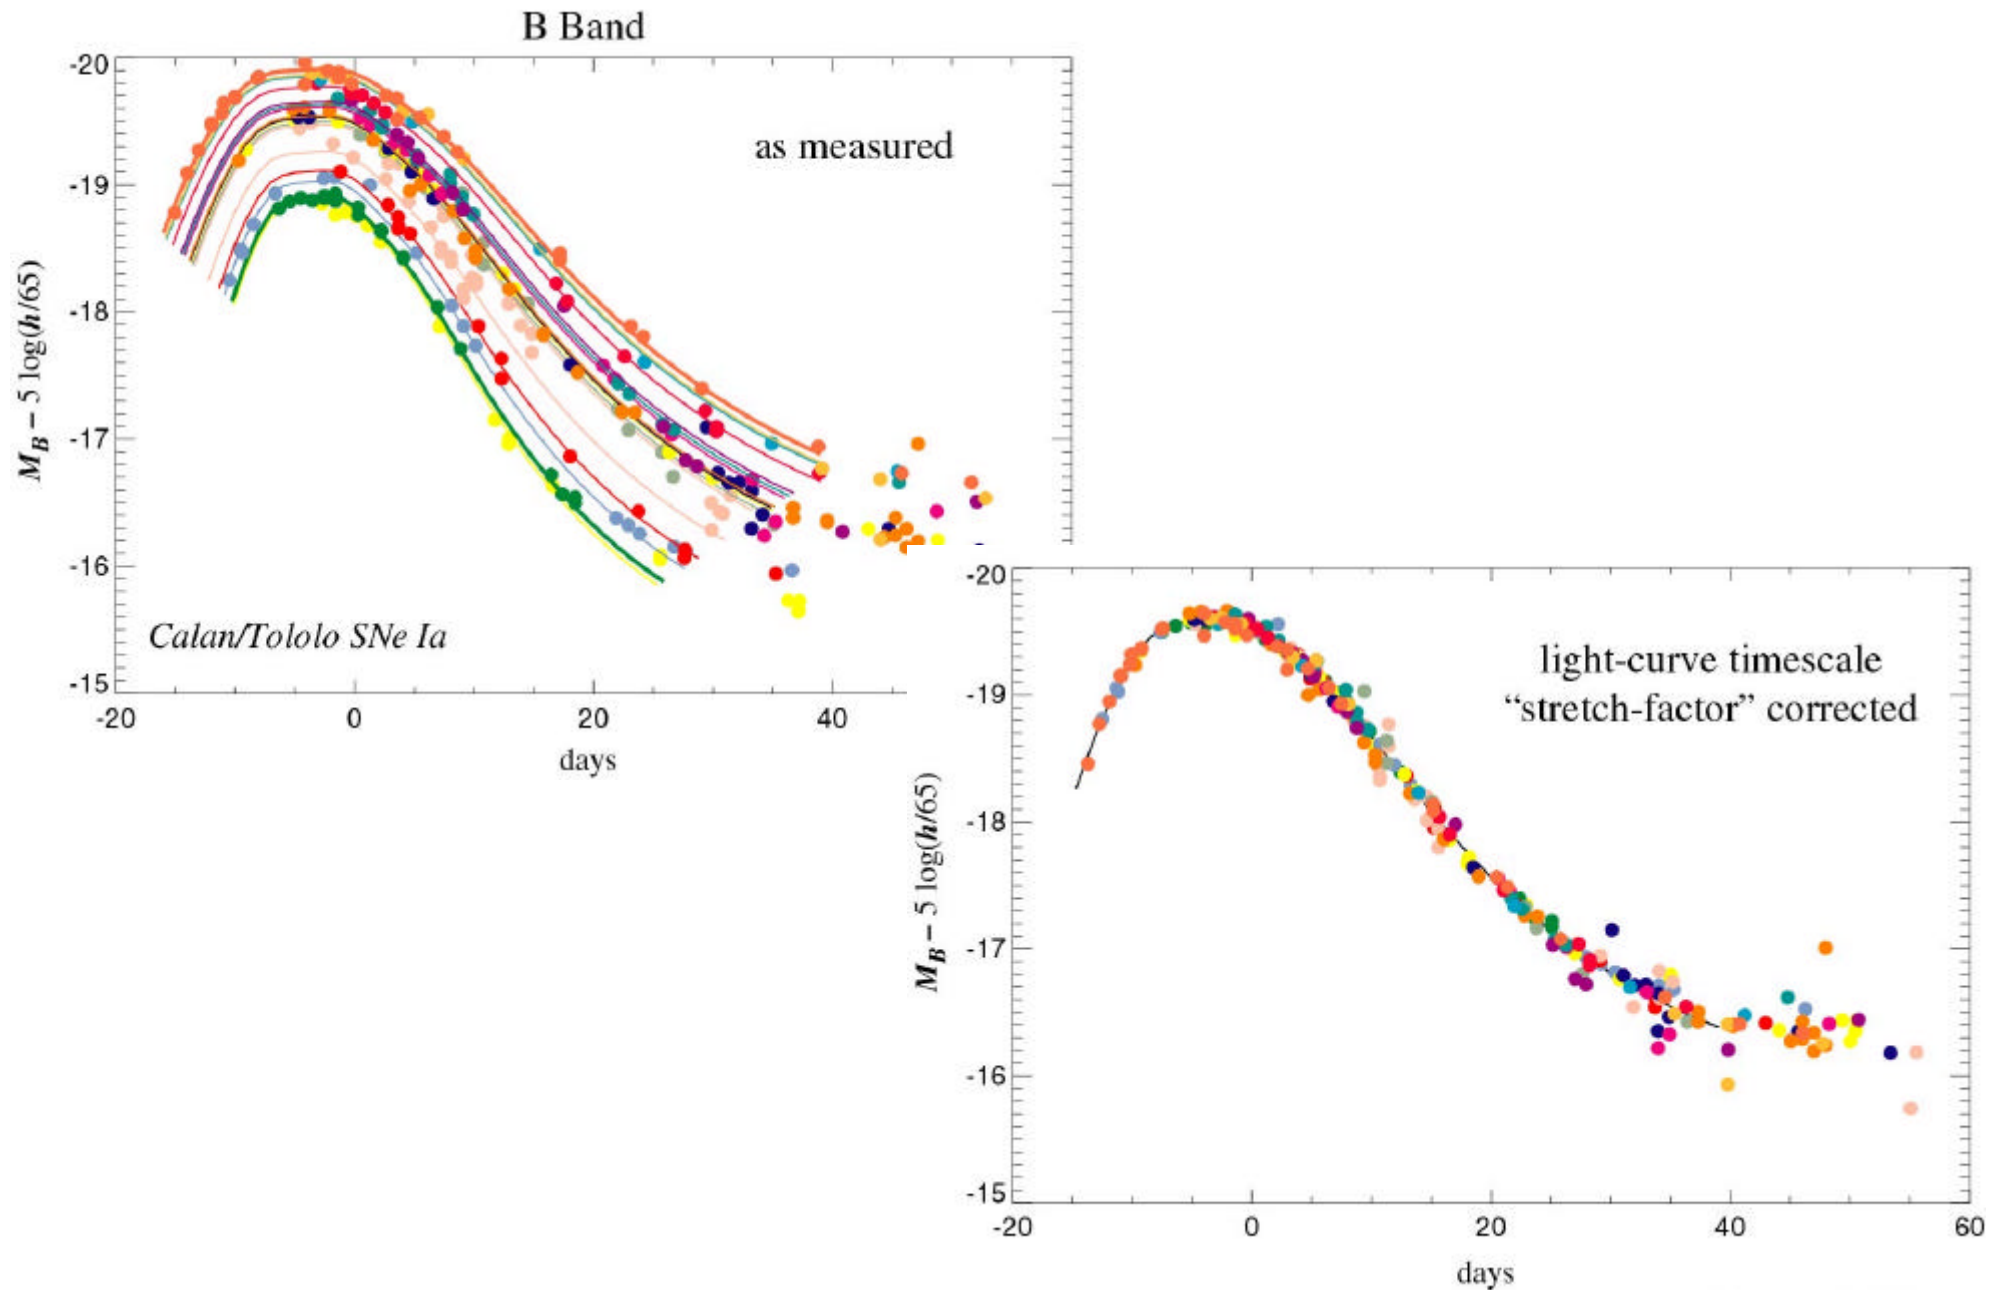 B Band
-20
as measured
-19
-18
-17
-16
-15
M_B – 5 log(h/65)
Calan/Tololo SNe Ia
-20
0
20
40
days
-20
light-curve timescale
“stretch-factor” corrected
-19
-18
-17
-16
-15
M_B – 5 log(h/65)
-20
0
20
40
60
days